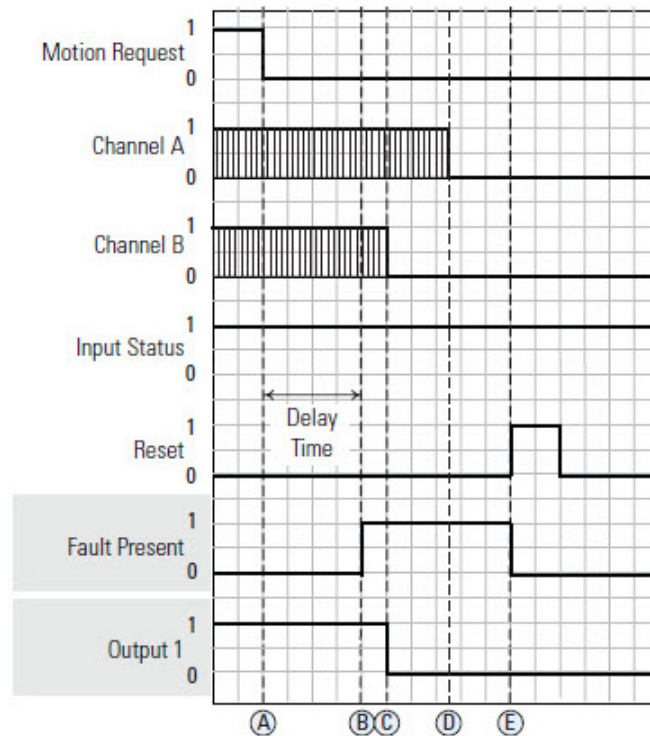 1
Motion Request
0
1
Channel A
0
1
Channel B
0
1
Input Status
0
Delay
Time
1
Reset
0
1
Fault Present
0
1
Output 1
0
A B C D E